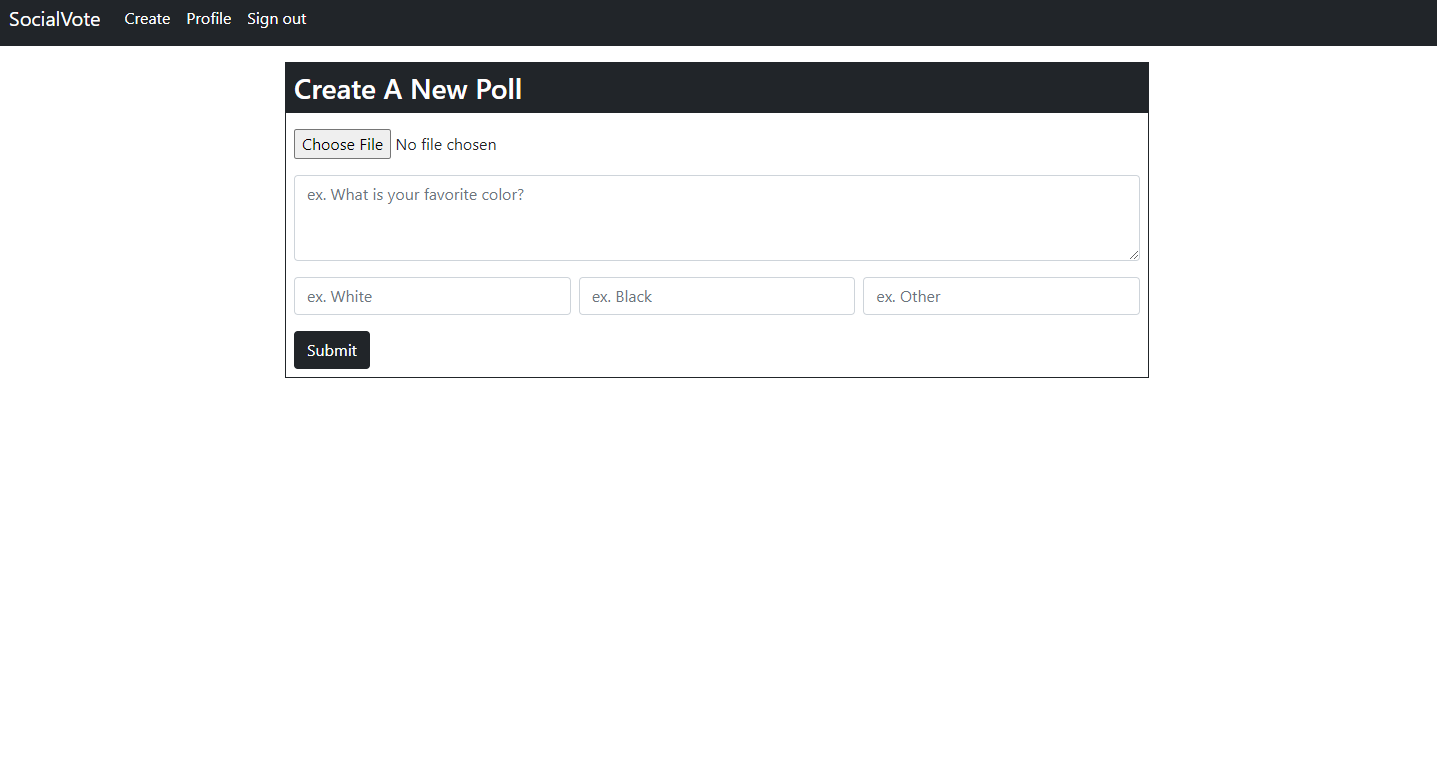 SocialVote Create Profile Sign out
Create A New Poll
Choose File No file chosen
ex. What is your favorite color?
ex. White ex. Black ex. Other
Submit